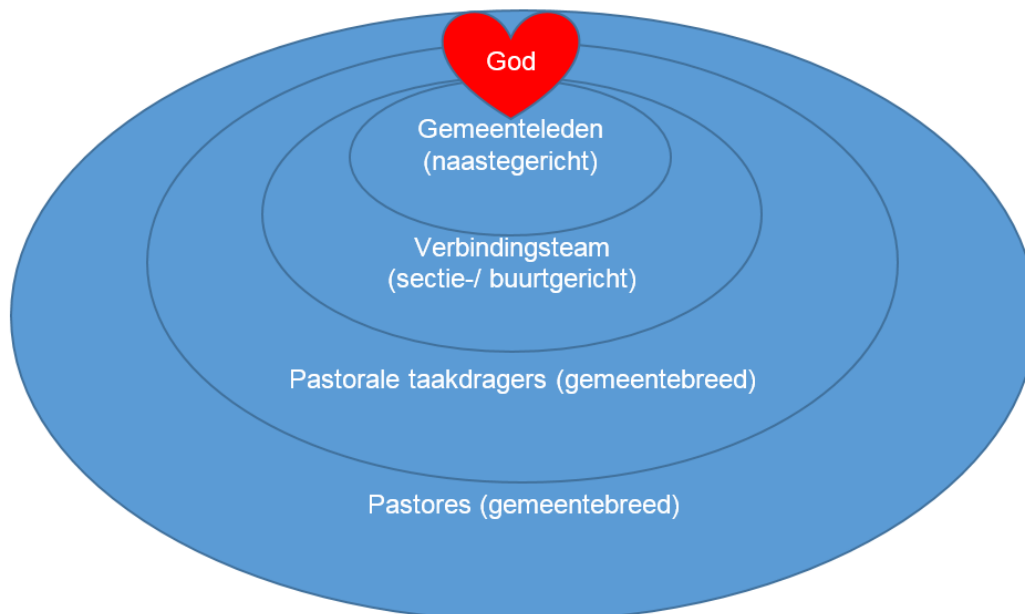 God
Gemeenteleden
(naastegericht)
Verbindingsteam
(sectie-/ buurtgericht)
Pastorale taakdragers (gemeentebreed)
Pastores (gemeentebreed)